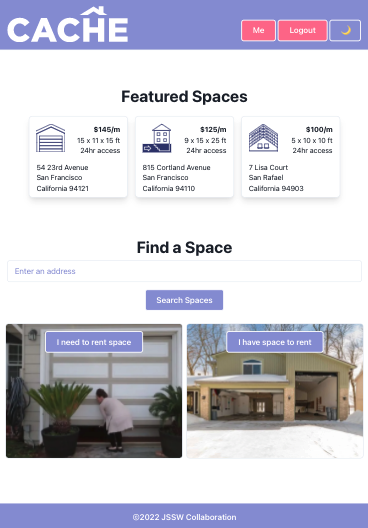 CACHE
Me
Logout
Featured Spaces
$145/m
15 x 11 x 15 ft
24hr access
54 23rd Avenue
San Francisco
California 94121
$125/m
9 x 15 x 25 ft
24hr access
815 Cortland Avenue
San Francisco
California 94110
$100/m
5 x 10 x 10 ft
24hr access
7 Lisa Court
San Rafael
California 94903
Find a Space
Enter an address
Search Spaces
I need to rent space
I have space to rent
©2022 JSSW Collaboration